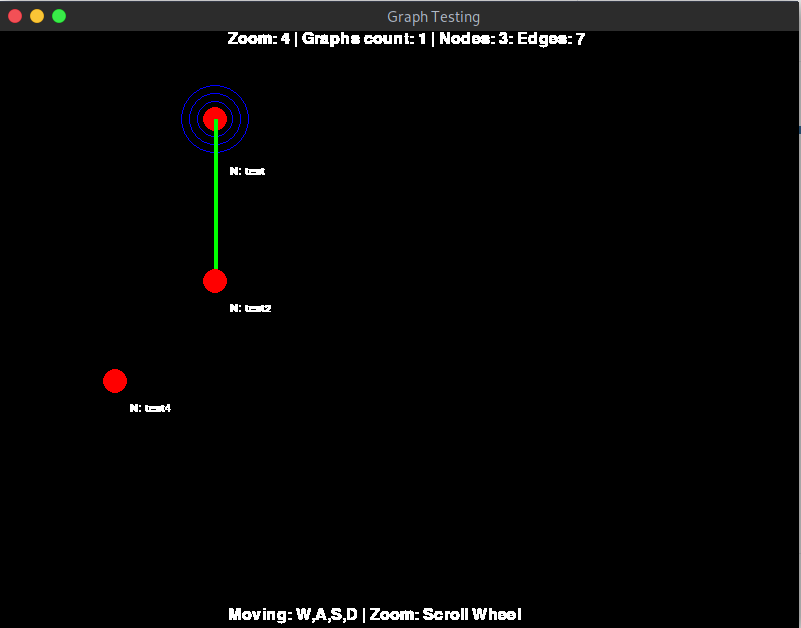 Graph Testing
Zoom: 4 | Graphs count: 1 | Nodes: 3: Edges: 7
N: test
N: test2
N: test4
Moving: W,A,S,D | Zoom: Scroll Wheel